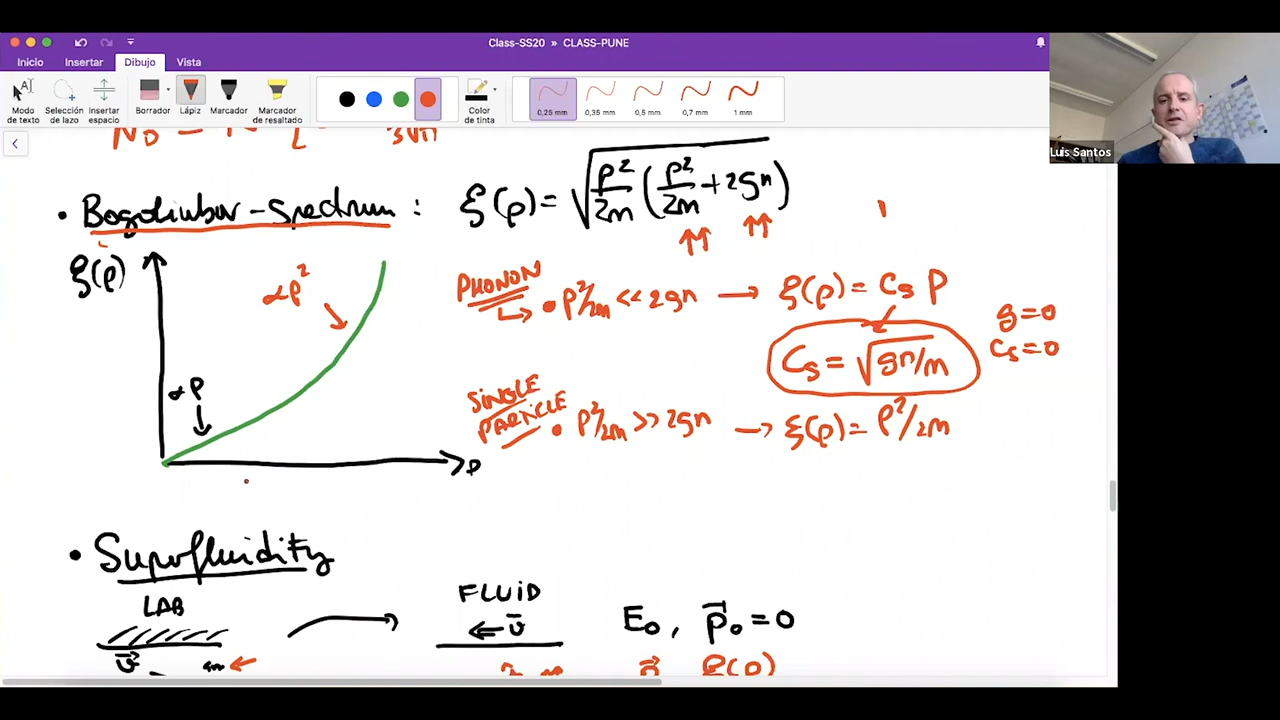 Class-SS20 » CLASS-PUNE
Inicio Insertar Dibujo Vista
Modo de texto Selección de lazo Insertar espacio Borrador Lápiz Marcador Marcador de resaltado Color de tinta 0,25 mm 0,35 mm 0,5 mm 0,7 mm 1 mm
Luis Santos
• Bogoliubov-spectrum : ξ(p) = √(p²/2m (p²/2m + 2gn))
ξ(p)
α p²
α p
p
PHONON • p²/2m << 2gn → ξ(p) = Cs p
g=0
Cs = √gn/m
Cs=0
SINGLE PARTICLE • p²/2m >> 2gn → ξ(p) = p²/2m
• Superfluidity
LAB FLUID
v E₀, p₀ = 0
v p ξ(p)